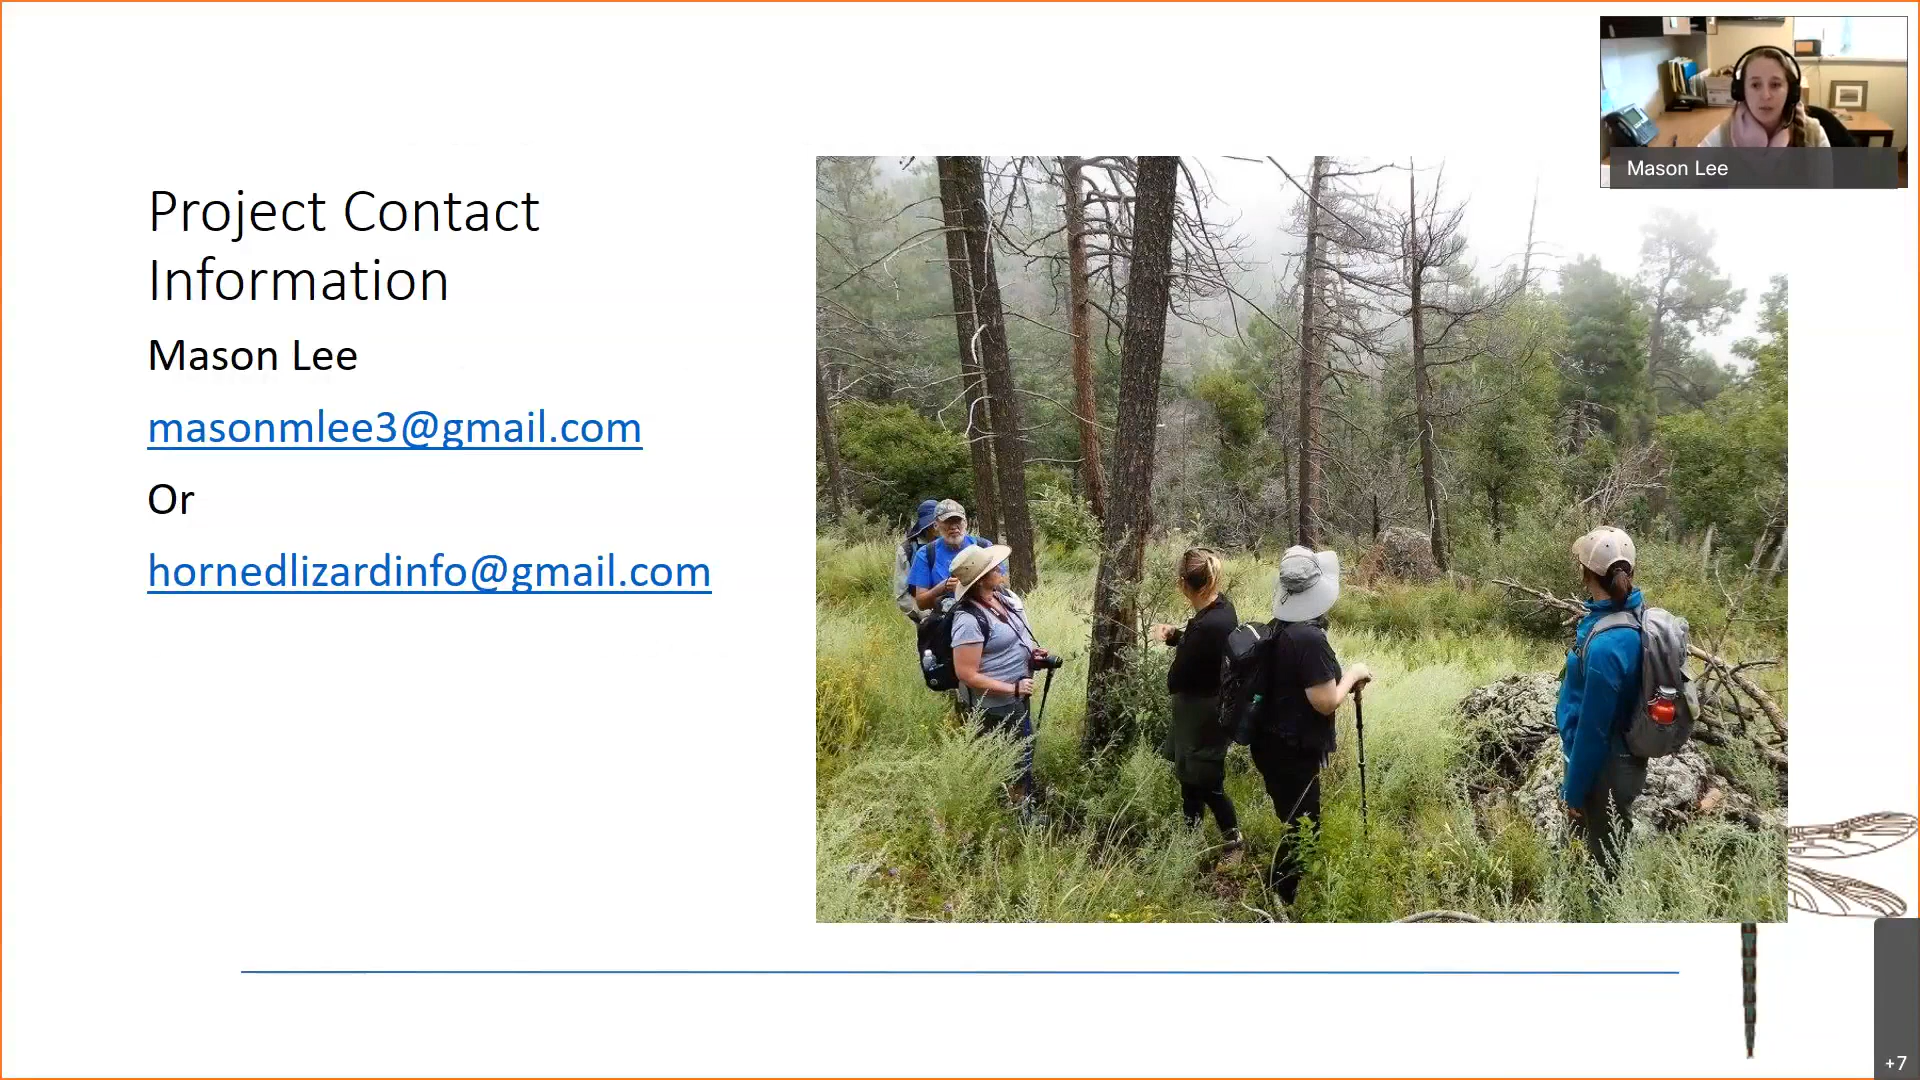 Mason Lee
Project Contact
Information
Mason Lee
masonmlee3@gmail.com
Or
hornedlizardinfo@gmail.com
+7